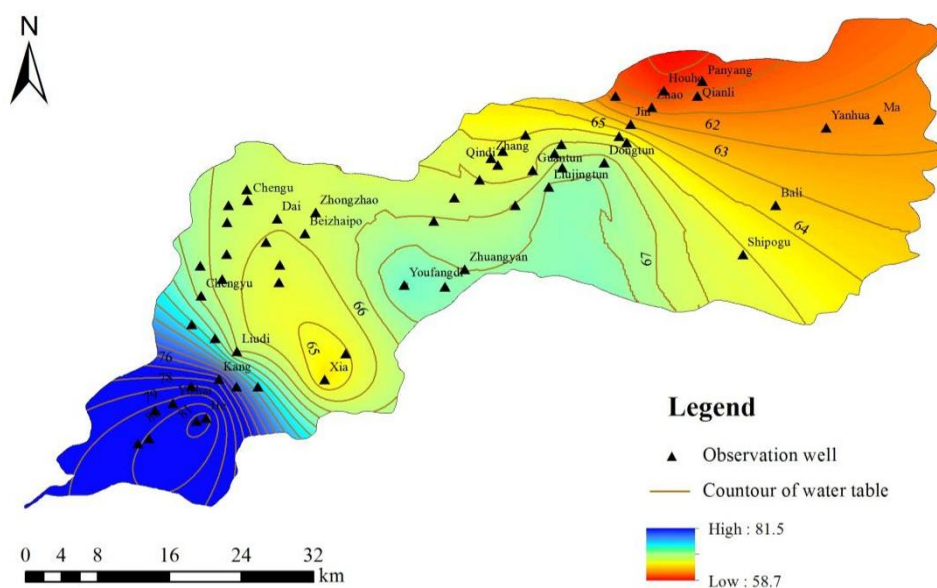 N
Houhe
Panyang
Zhao
Qianli
Jin
62
Yanhua
Ma
65
63
Zhang
Qindi
Guantun
Dongtun
Liujingtun
Chengu
Dai
Zhongzhao
Beizhaipo
Bali
64
Shipogu
67
Zhuangyan
Youfangdi
Chengyu
66
Liudi
65
Xia
76
Kang
78
79
Legend
Observation well
Countour of water table
High : 81.5
Low : 58.7
0 4 8 16 24 32
km